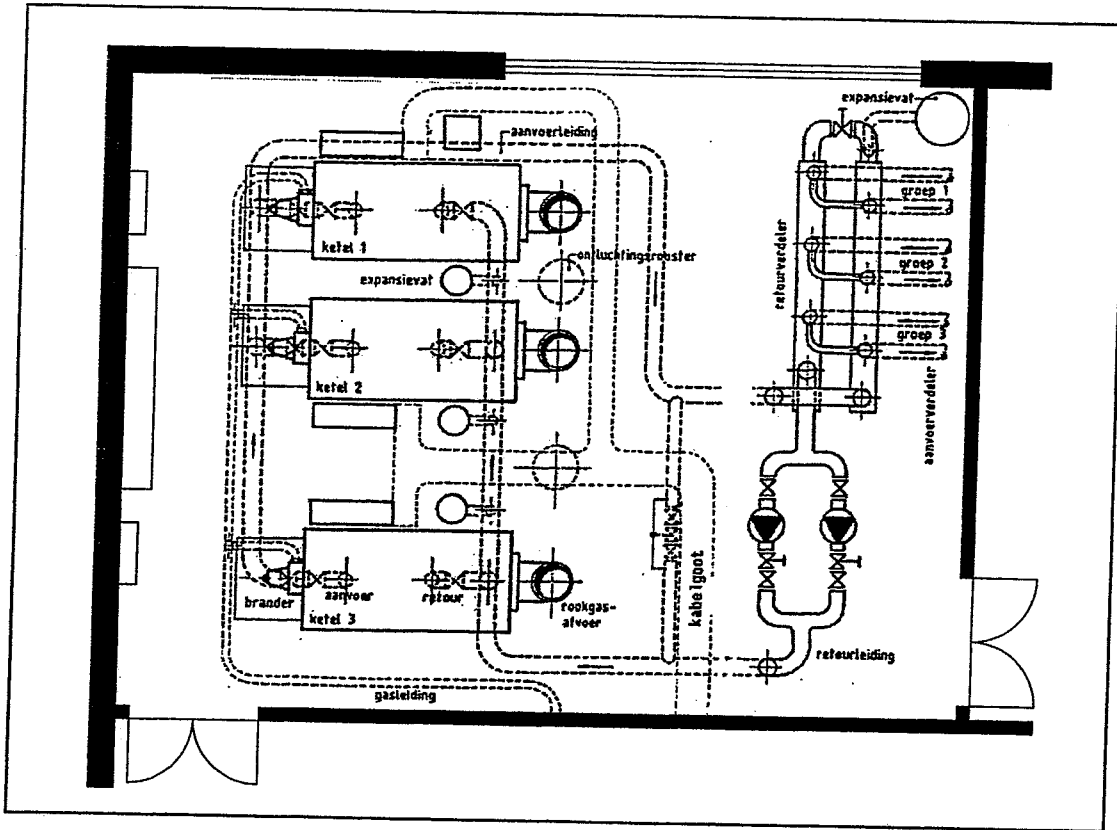 expansievat
aanvoerleiding
groep 1
ketel 1
ontluchtingsrooster
groep 2
expansievat
retourverdeler
groep 3
ketel 2
aanvoerverdeler
brander
aanvoer
retour
ketel 3
rookgas-
afvoer
kabelgoot
retourleiding
gasleiding